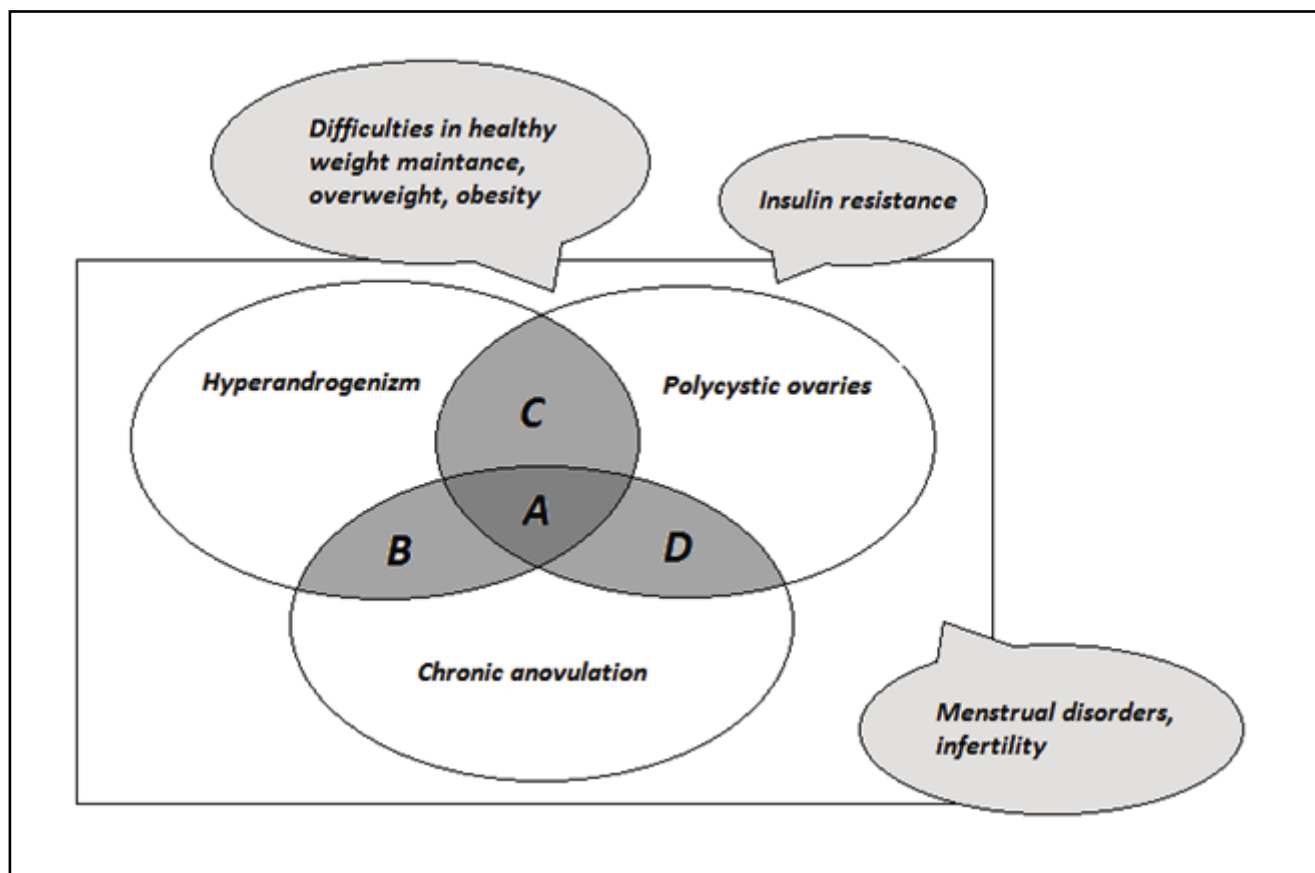 Difficulties in healthy
weight maintance,
overweight, obesity
Insulin resistance
Hyperandrogenizm
Polycystic ovaries
C
A
B
D
Chronic anovulation
Menstrual disorders,
infertility